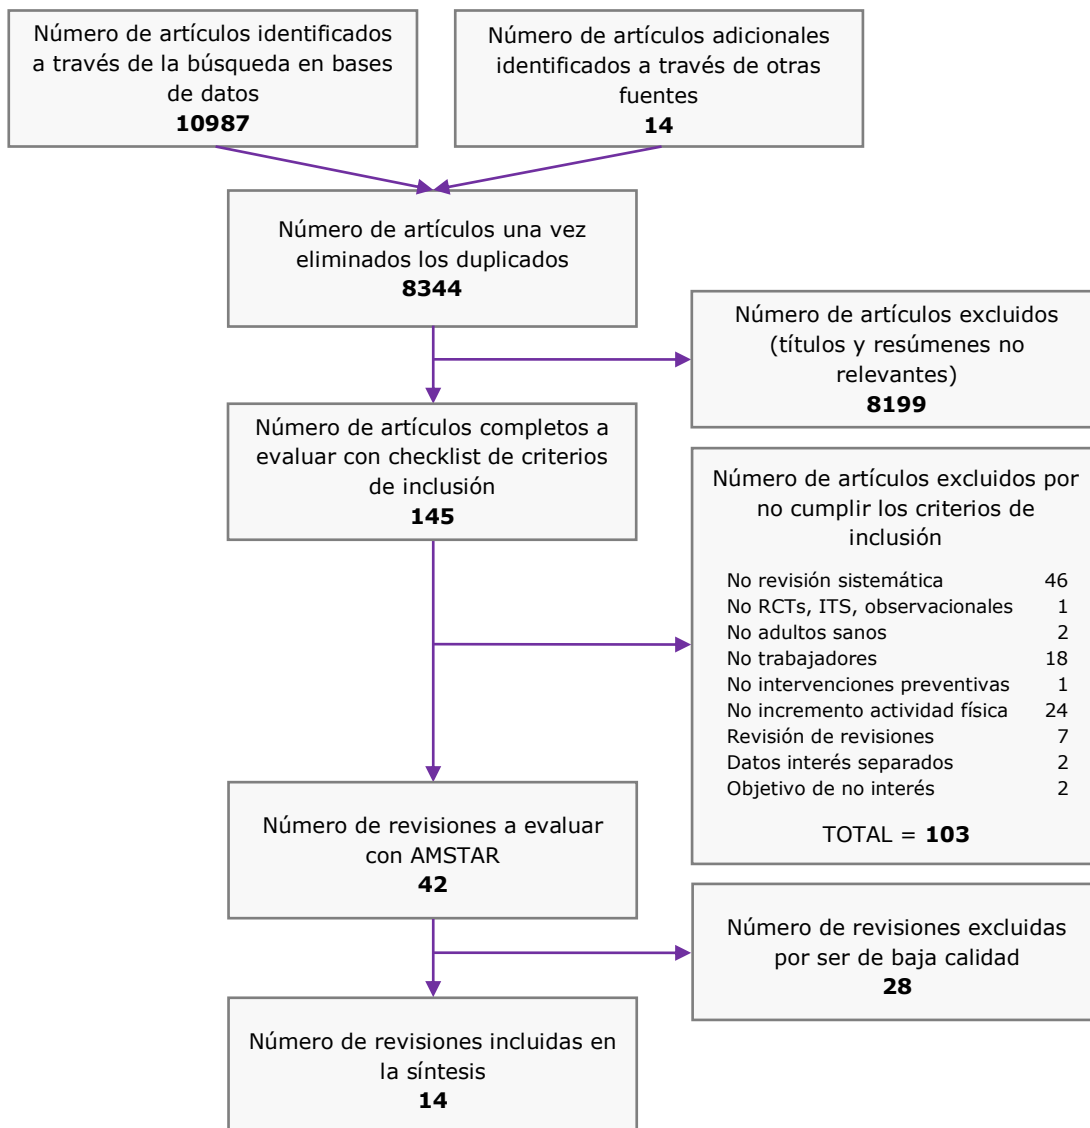 Número de artículos identificados
a través de la búsqueda en bases
de datos
10987
Número de artículos adicionales
identificados a través de otras
fuentes
14
Número de artículos una vez
eliminados los duplicados
8344
Número de artículos excluidos
(títulos y resúmenes no
relevantes)
8199
Número de artículos completos a
evaluar con checklist de criterios
de inclusión
145
Número de artículos excluidos por
no cumplir los criterios de
inclusión
No revisión sistemática 46
No RCTs, ITS, observacionales 1
No adultos sanos 2
No trabajadores 18
No intervenciones preventivas 1
No incremento actividad física 24
Revisión de revisiones 7
Datos interés separados 2
Objetivo de no interés 2
TOTAL = 103
Número de revisiones a evaluar
con AMSTAR
42
Número de revisiones excluidas
por ser de baja calidad
28
Número de revisiones incluidas en
la síntesis
14